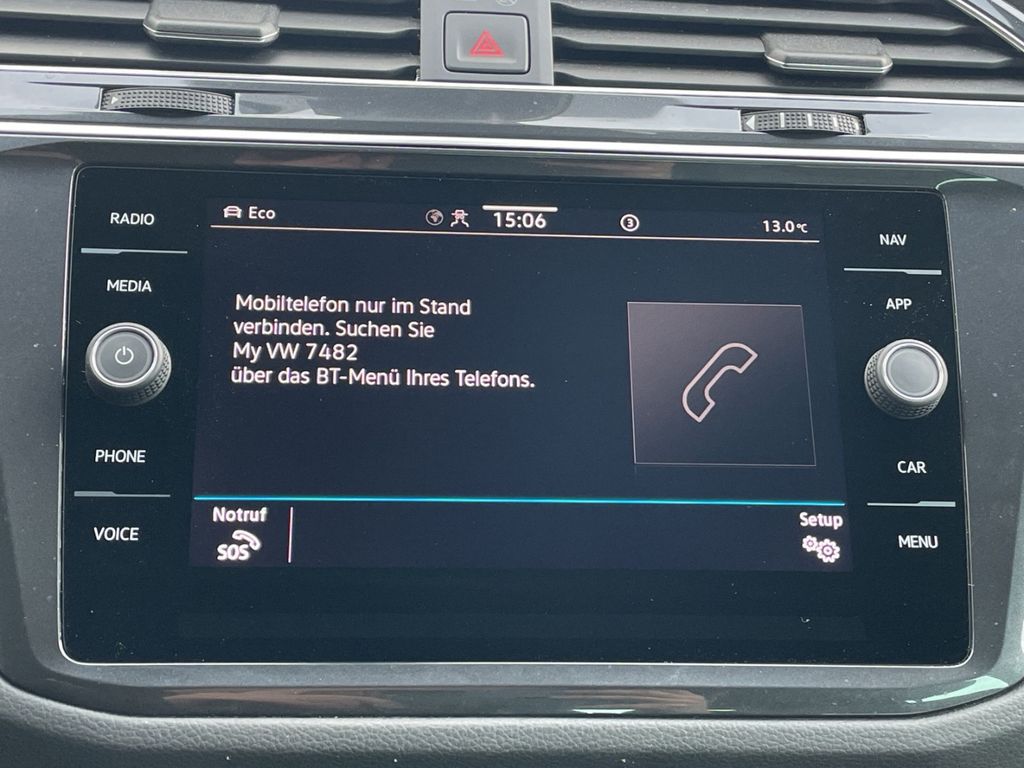 RADIO
MEDIA
PHONE
VOICE
Eco
15:06
3
13.0°C
Mobiltelefon nur im Stand
verbinden. Suchen Sie
My VW 7482
über das BT-Menü Ihres Telefons.
Notruf
SOS
Setup
NAV
APP
CAR
MENU